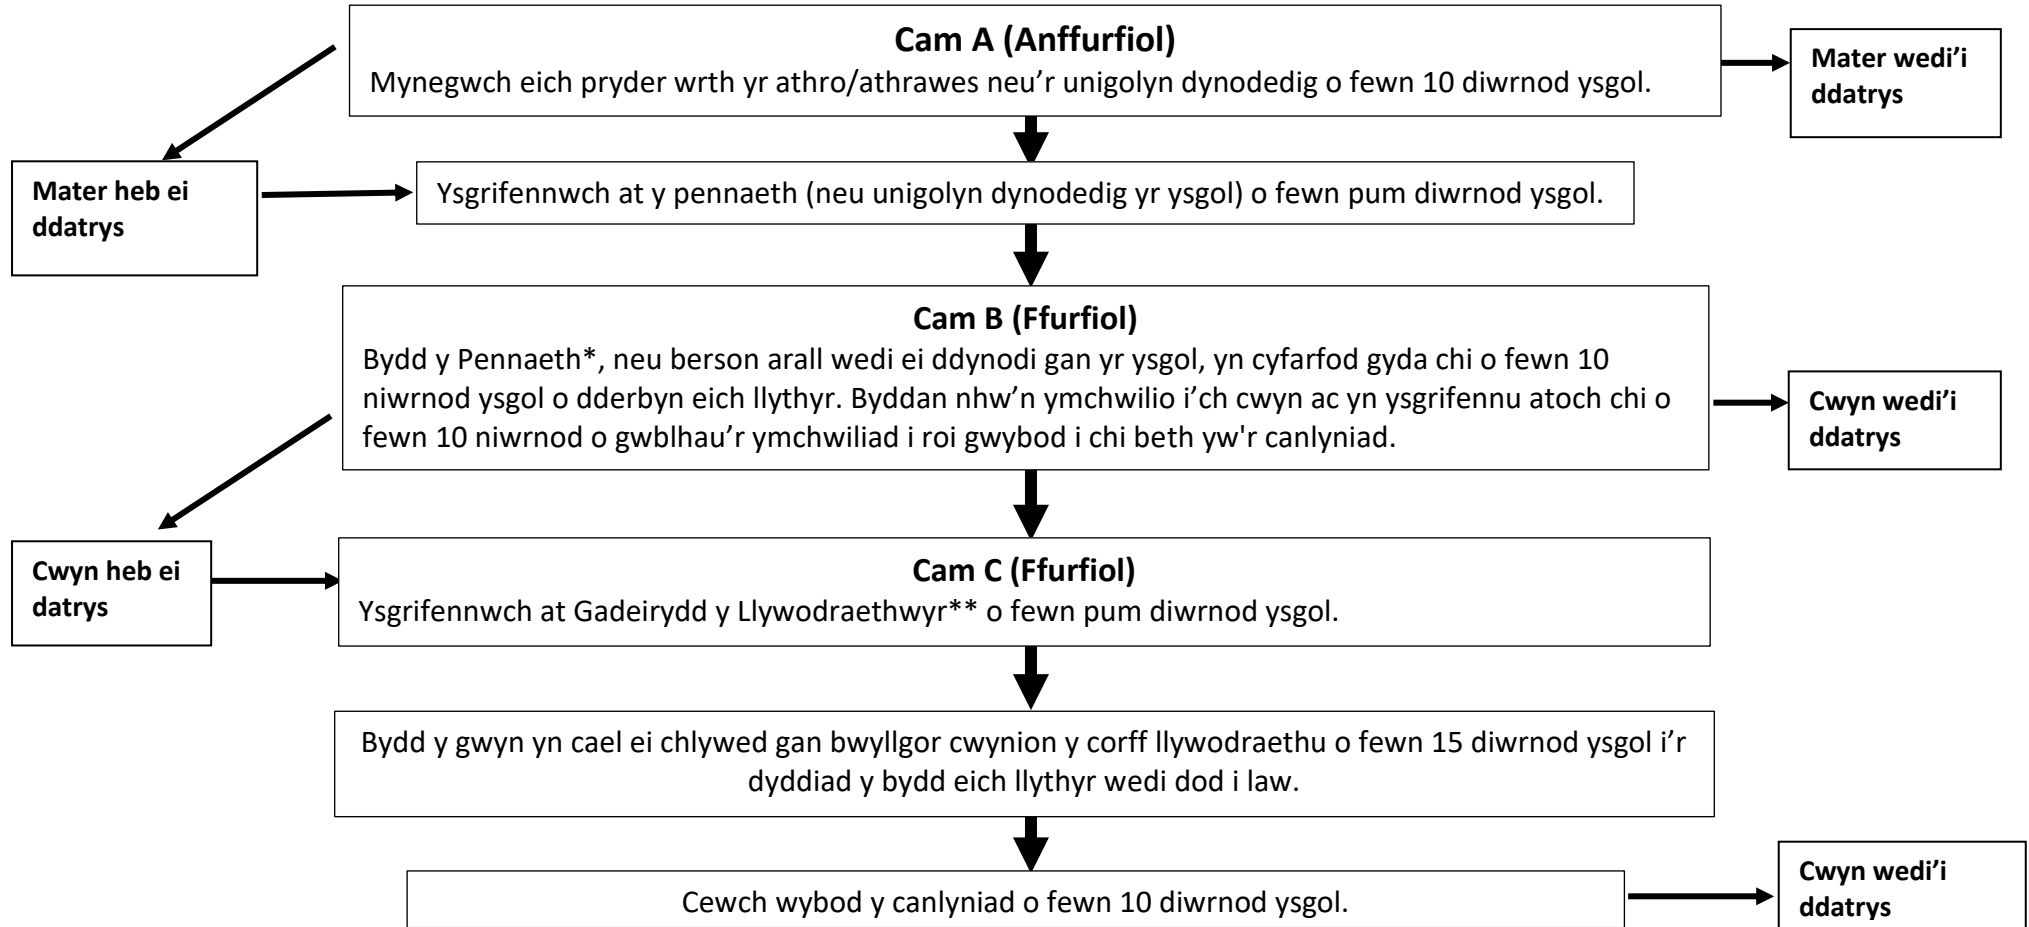 Cam A (Anffurfiol)
Mynegwch eich pryder wrth yr athro/athrawes neu'r unigolyn dynodedig o fewn 10 diwrnod ysgol.
Mater wedi'i
ddatrys
Mater heb ei
ddatrys
Ysgrifennwch at y pennaeth (neu unigolyn dynodedig yr ysgol) o fewn pum diwrnod ysgol.
Cam B (Ffurfiol)
Bydd y Pennaeth*, neu berson arall wedi ei ddynodi gan yr ysgol, yn cyfarfod gyda chi o fewn 10
niwrnod ysgol o dderbyn eich llythyr. Byddan nhw'n ymchwilio i'ch cwyn ac yn ysgrifennu atoch chi o
fewn 10 niwrnod o gwblhau'r ymchwiliad i roi gwybod i chi beth yw'r canlyniad.
Cwyn wedi'i
ddatrys
Cwyn heb ei
datrys
Cam C (Ffurfiol)
Ysgrifennwch at Gadeirydd y Llywodraethwyr** o fewn pum diwrnod ysgol.
Bydd y gwyn yn cael ei chlywed gan bwyllgor cwynion y corff llywodraethu o fewn 15 diwrnod ysgol i'r
dyddiad y bydd eich llythyr wedi dod i law.
Cewch wybod y canlyniad o fewn 10 diwrnod ysgol.
Cwyn wedi'i
ddatrys